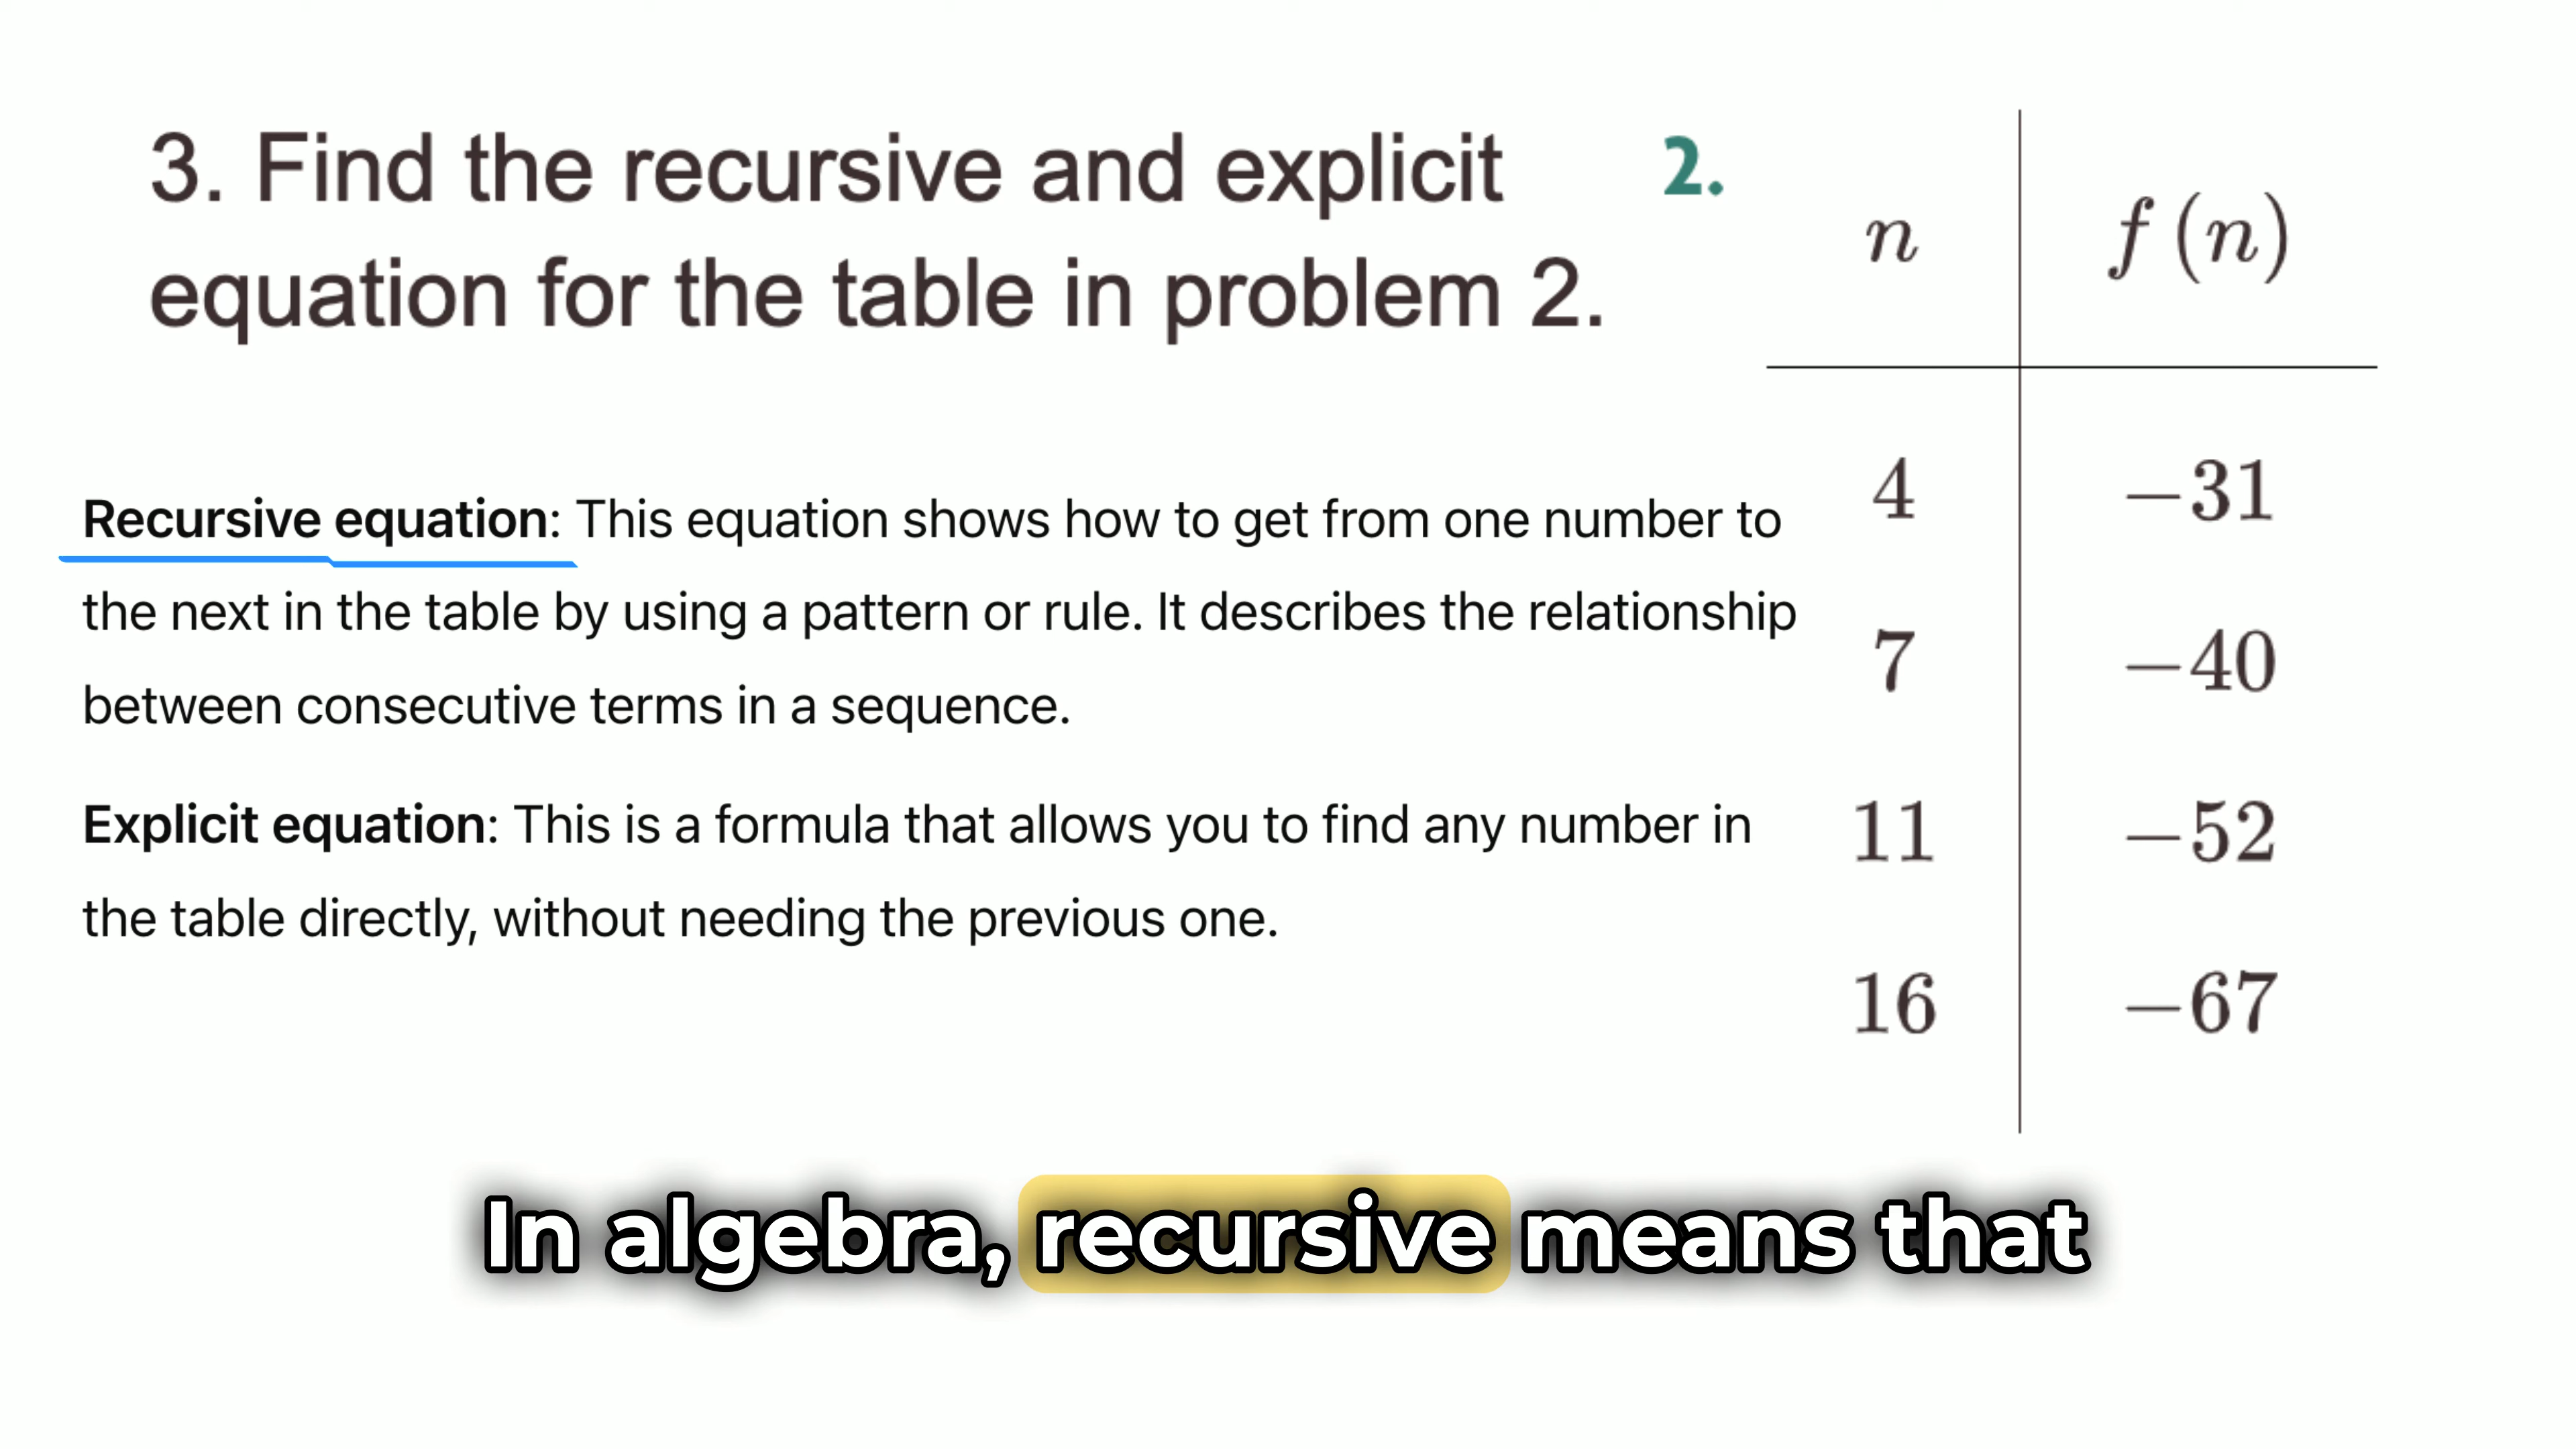 3. Find the recursive and explicit
equation for the table in problem 2.
Recursive equation: This equation shows how to get from one number to
the next in the table by using a pattern or rule. It describes the relationship
between consecutive terms in a sequence.
Explicit equation: This is a formula that allows you to find any number in
the table directly, without needing the previous one.
2.
n f (n)
4 −31
7 −40
11 −52
16 −67
In algebra, recursive means that